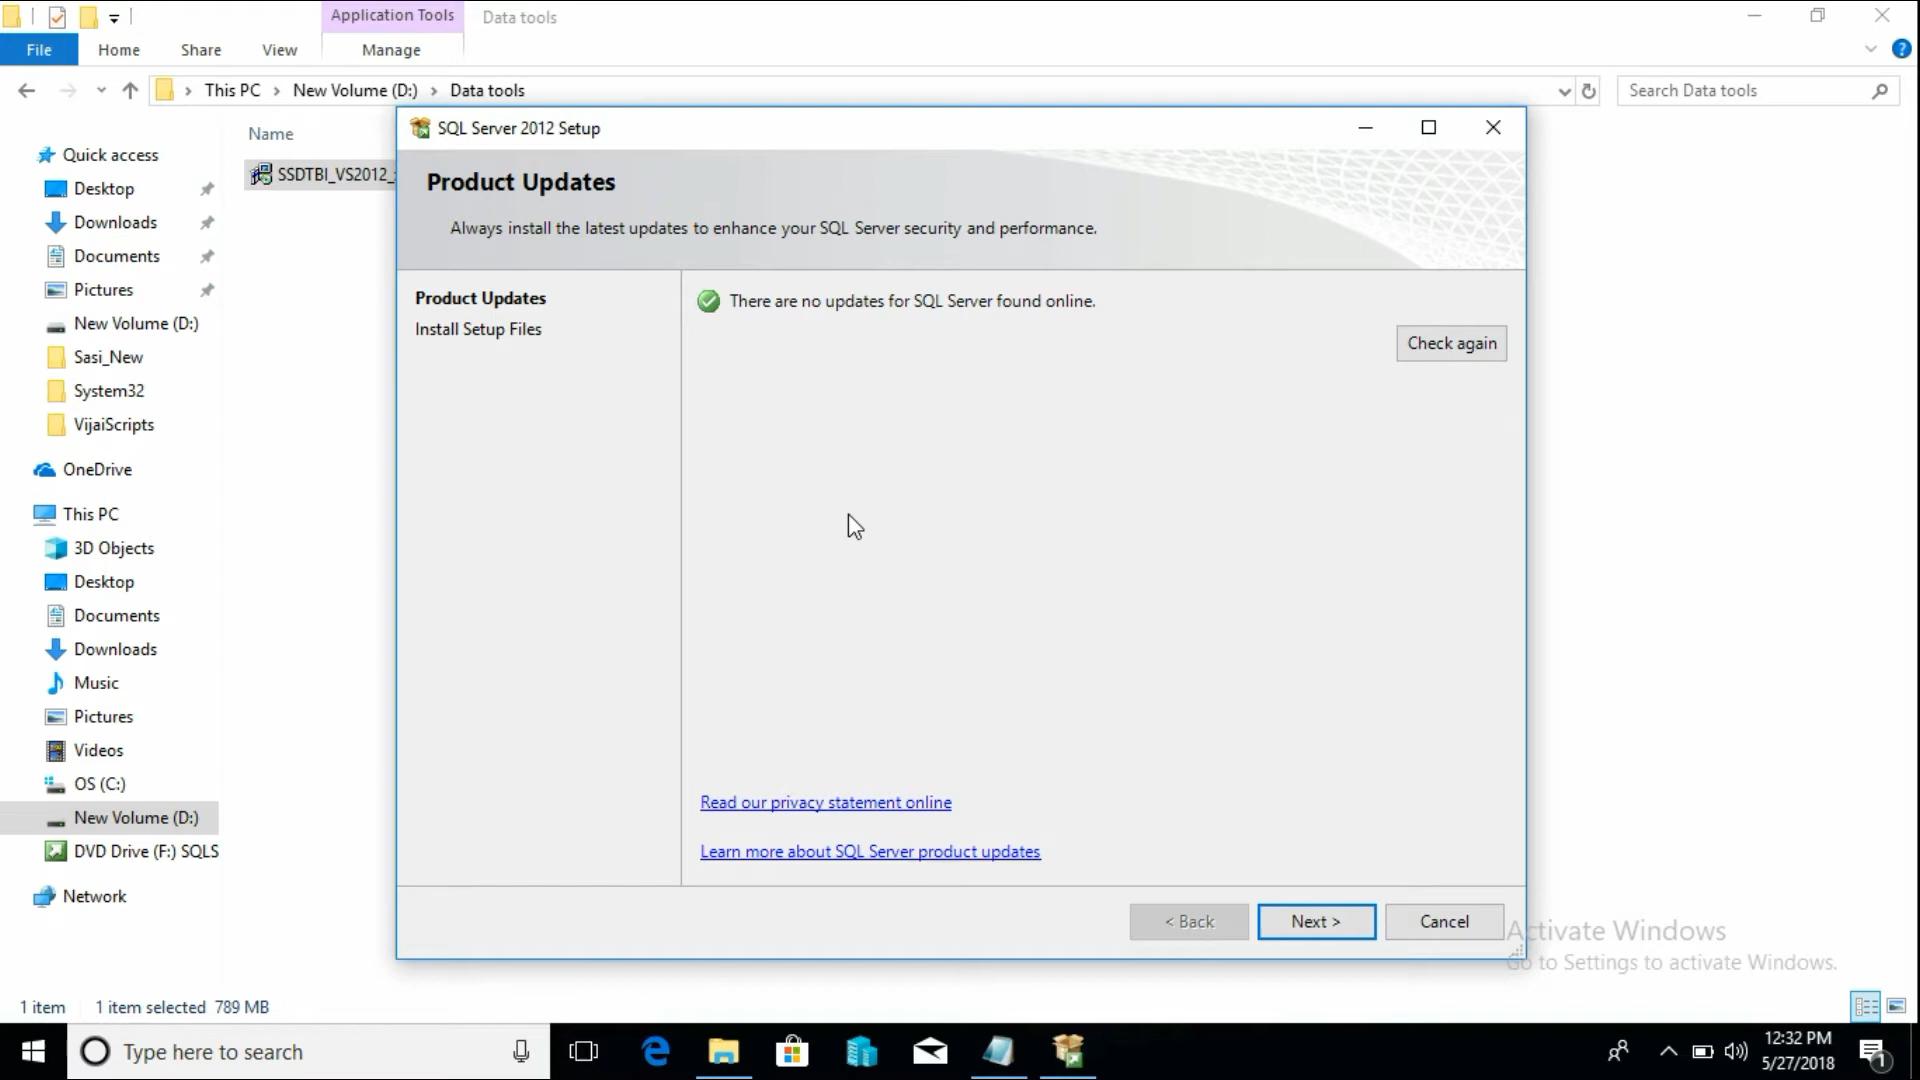 Application Tools
Data tools
File
Home
Share
View
Manage
This PC
New Volume (D:)
Data tools
Search Data tools
Name
SSDTBI_VS2012_
Quick access
Desktop
Downloads
Documents
Pictures
New Volume (D:)
Sasi_New
System32
VijaiScripts
OneDrive
This PC
3D Objects
Desktop
Documents
Downloads
Music
Pictures
Videos
OS (C:)
New Volume (D:)
DVD Drive (F:) SQLS
Network
SQL Server 2012 Setup
Product Updates
Always install the latest updates to enhance your SQL Server security and performance.
Product Updates
Install Setup Files
There are no updates for SQL Server found online.
Check again
Read our privacy statement online
Learn more about SQL Server product updates
< Back
Next >
Cancel
Activate Windows
Go to Settings to activate Windows.
1 item
1 item selected 789 MB
Type here to search
12:32 PM
5/27/2018
1